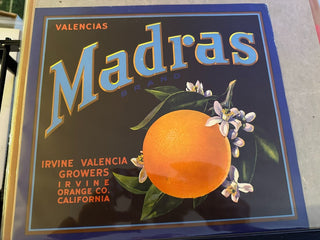 VALENCIAS
Madras
BRAND
IRVINE VALENCIA
GROWERS
IRVINE
ORANGE CO.
CALIFORNIA